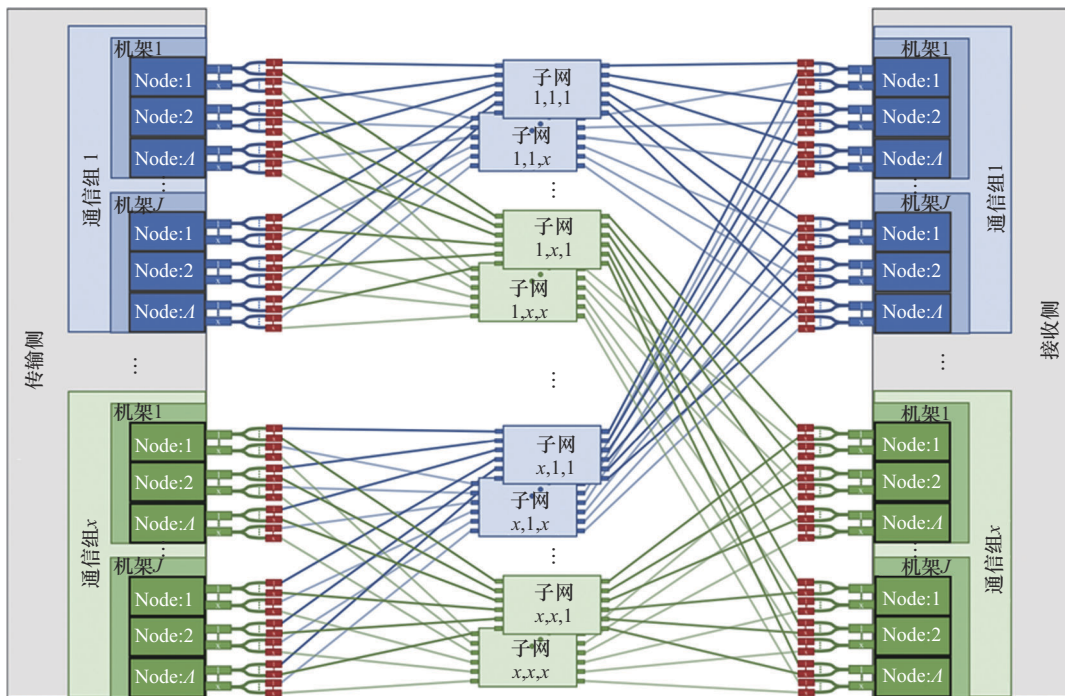 传输侧
通信组1
机架1
Node:1
Node:2
Node:Λ
⋯
机架J
Node:1
Node:2
Node:Λ
⋯
通信组x
机架1
Node:1
Node:2
Node:Λ
⋯
机架J
Node:1
Node:2
Node:Λ
子网
1,1,1
子网
1,1,x
⋯
子网
1,x,1
子网
1,x,x
⋯
子网
x,1,1
子网
x,1,x
⋯
子网
x,x,1
子网
x,x,x
接收侧
通信组1
机架1
Node:1
Node:2
Node:Λ
⋯
机架J
Node:1
Node:2
Node:Λ
⋯
通信组x
机架1
Node:1
Node:2
Node:Λ
⋯
机架J
Node:1
Node:2
Node:Λ